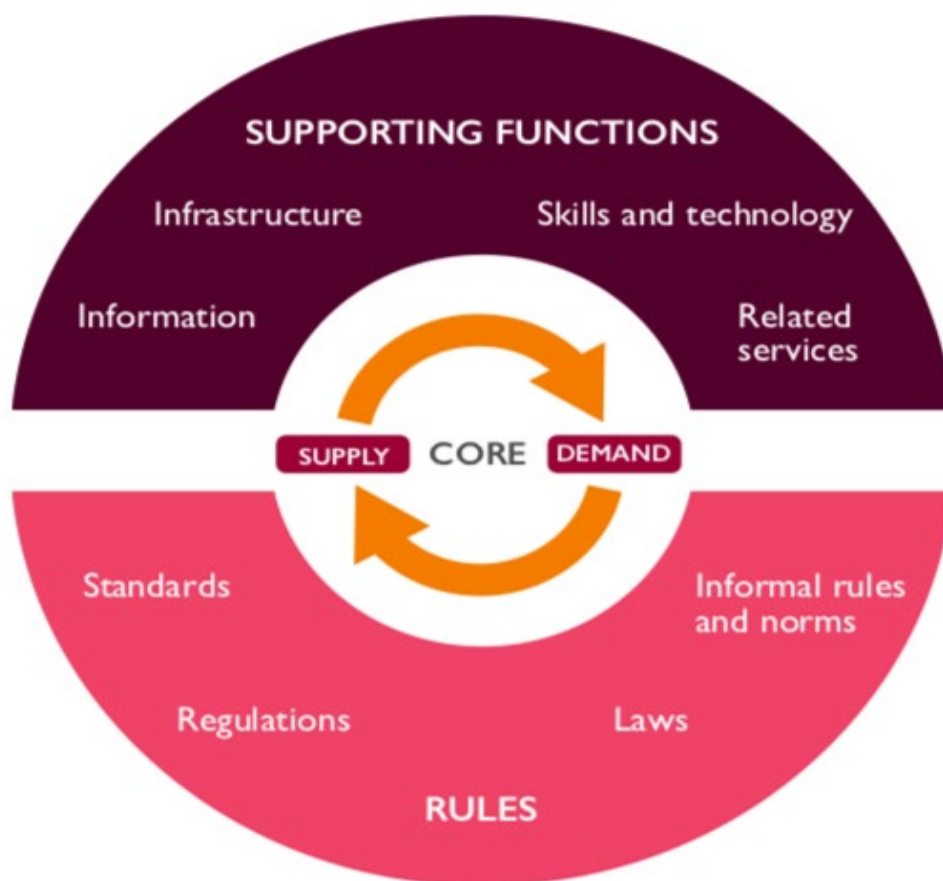 SUPPORTING FUNCTIONS
Infrastructure
Skills and technology
Information
Related
services
SUPPLY
CORE
DEMAND
Standards
Informal rules
and norms
Regulations
Laws
RULES